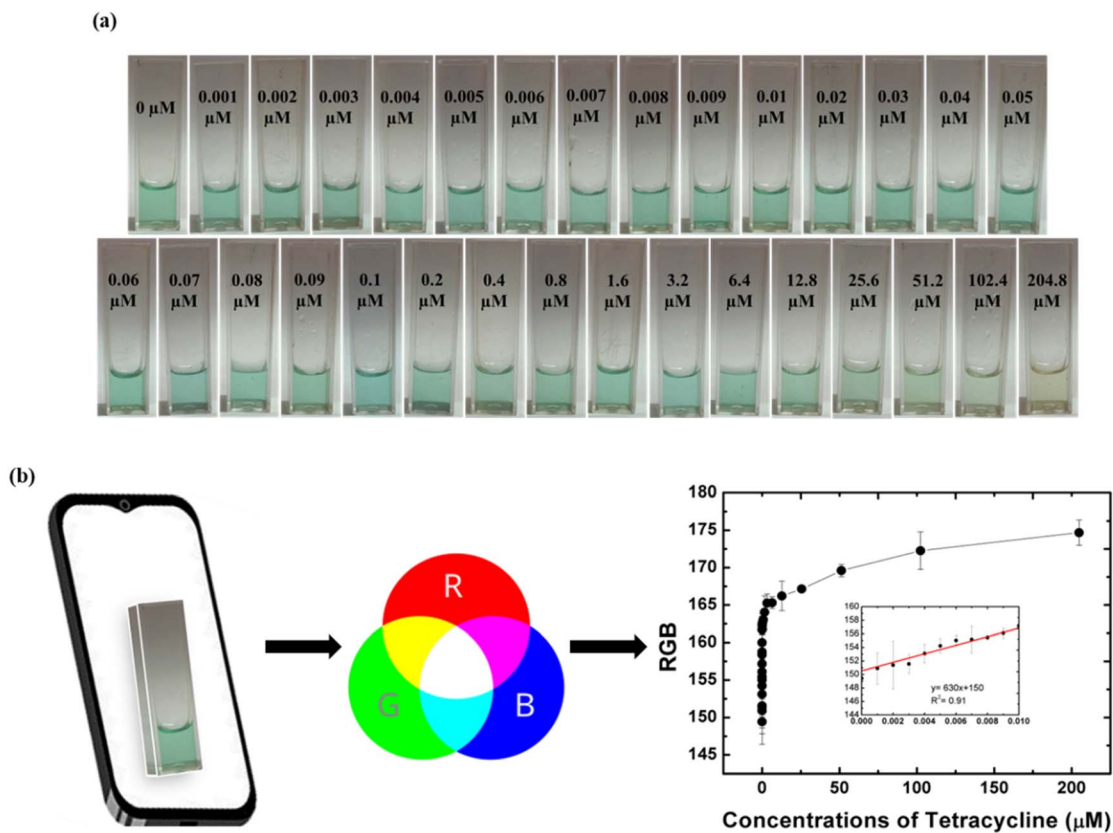 (a)
0 µM 0.001 µM 0.002 µM 0.003 µM 0.004 µM 0.005 µM 0.006 µM 0.007 µM 0.008 µM 0.009 µM 0.01 µM 0.02 µM 0.03 µM 0.04 µM 0.05 µM
0.06 µM 0.07 µM 0.08 µM 0.09 µM 0.1 µM 0.2 µM 0.4 µM 0.8 µM 1.6 µM 3.2 µM 6.4 µM 12.8 µM 25.6 µM 51.2 µM 102.4 µM 204.8 µM
(b)
R
G
B
RGB
180
175
170
165
160
155
150
145
0 50 100 150 200
Concentrations of Tetracycline (µM)
160
158
156
154
152
150
148
146
144
0.000 0.002 0.004 0.006 0.008 0.010
y= 630x+150
R²= 0.91